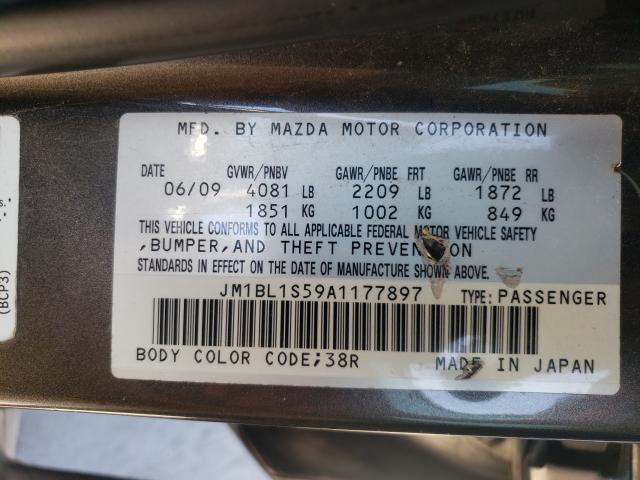 MFD. BY MAZDA MOTOR CORPORATION
DATE GVWR/PNBV GAWR/PNBE FRT GAWR/PNBE RR
06/09 4081 LB 2209 LB 1872 LB
1851 KG 1002 KG 849 KG
THIS VEHICLE CONFORMS TO ALL APPLICABLE FEDERAL MOTOR VEHICLE SAFETY
,BUMPER,AND THEFT PREVENTION
STANDARDS IN EFFECT ON THE DATE OF MANUFACTURE SHOWN ABOVE.
JM1BL1S59A1177897 TYPE: PASSENGER
BODY COLOR CODE;38R MADE IN JAPAN
(BCP3)